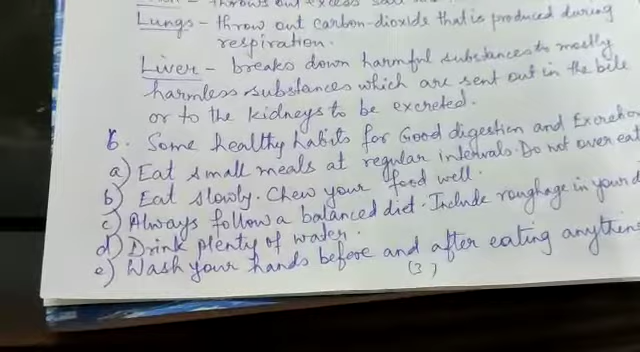 throws out excess salt
Lungs - throw out carbon-dioxide that is produced during
respiration.
Liver - breaks down harmful substances to mostly
harmless substances which are sent out in the bile
or to the kidneys to be excreted.
6. Some healthy habits for Good digestion and Excretion
a) Eat small meals at regular intervals. Do not over eat
b) Eat slowly. Chew your food well.
c) Always follow a balanced diet. Include roughage in your d
d) Drink plenty of water.
e) Wash your hands before and after eating anything
(3)